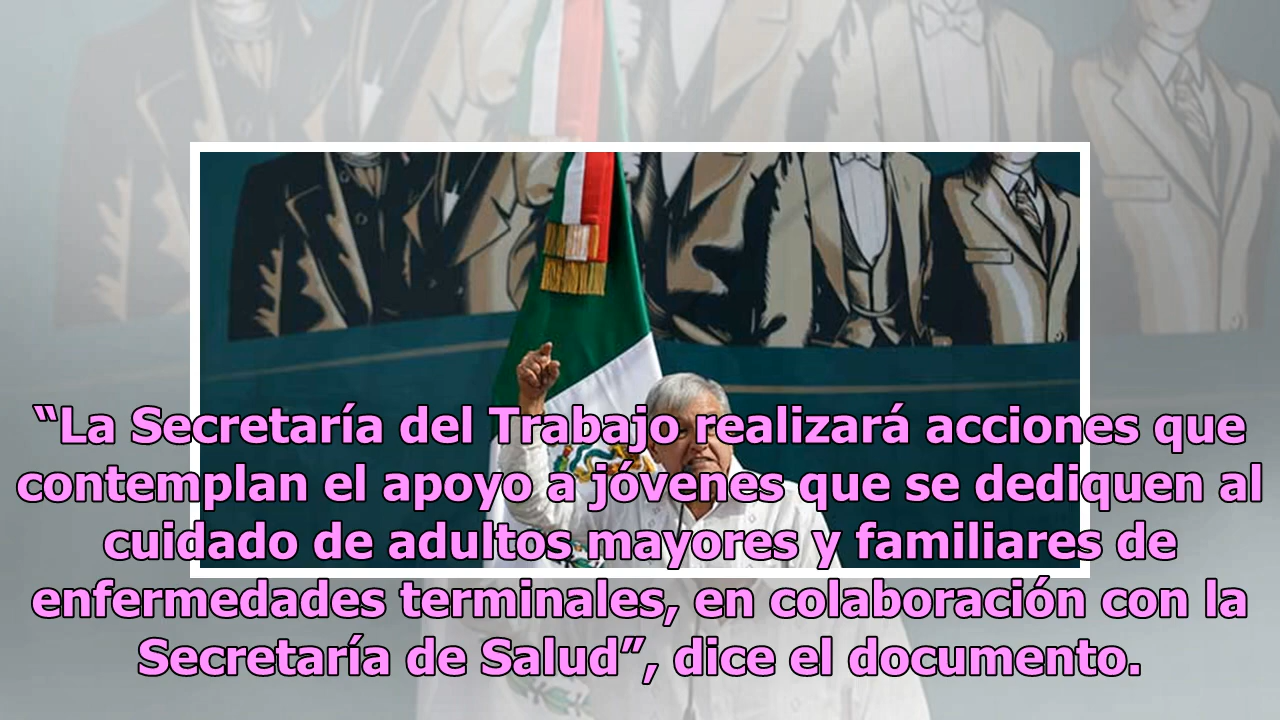 “La Secretaría del Trabajo realizará acciones que
contemplan el apoyo a jóvenes que se dediquen al
cuidado de adultos mayores y familiares de
enfermedades terminales, en colaboración con la
Secretaría de Salud”, dice el documento.